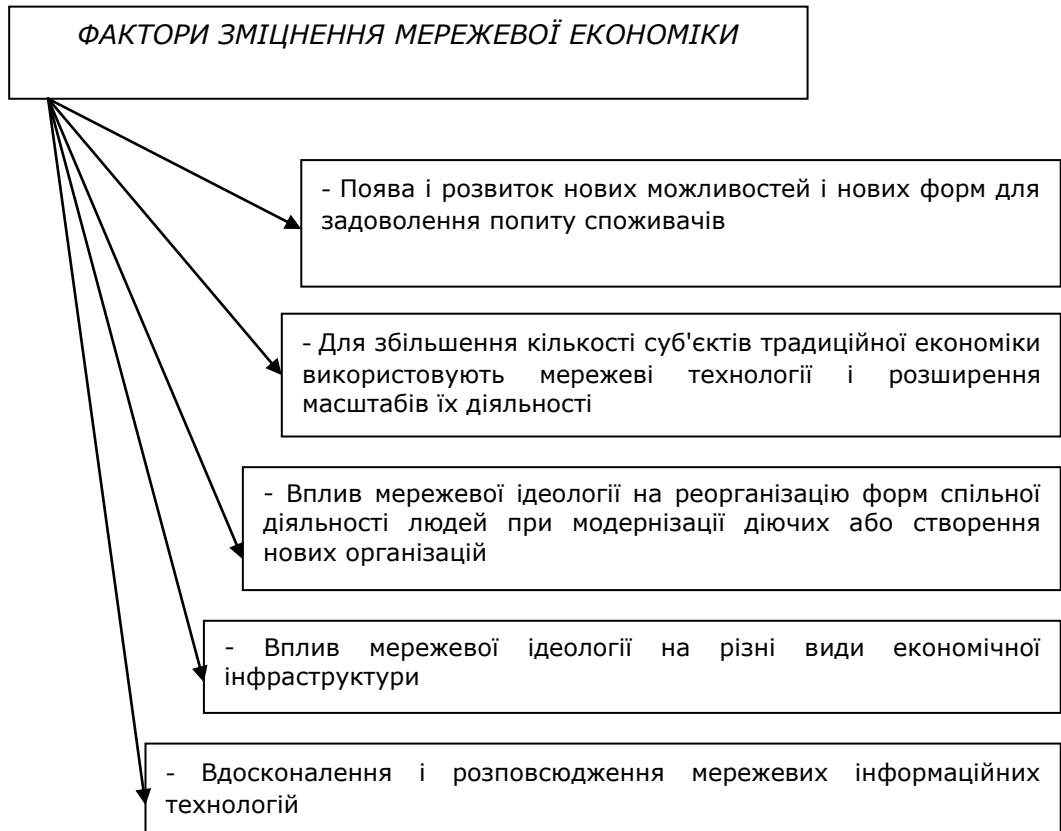 ФАКТОРИ ЗМІЦНЕННЯ МЕРЕЖЕВОЇ ЕКОНОМІКИ
- Поява і розвиток нових можливостей і нових форм для
задоволення попиту споживачів
- Для збільшення кількості суб'єктів традиційної економіки
використовують мережеві технології і розширення
масштабів їх діяльності
- Вплив мережевої ідеології на реорганізацію форм спільної
діяльності людей при модернізації діючих або створення
нових організацій
- Вплив мережевої ідеології на різні види економічної
інфраструктури
- Вдосконалення і розповсюдження мережевих інформаційних
технологій